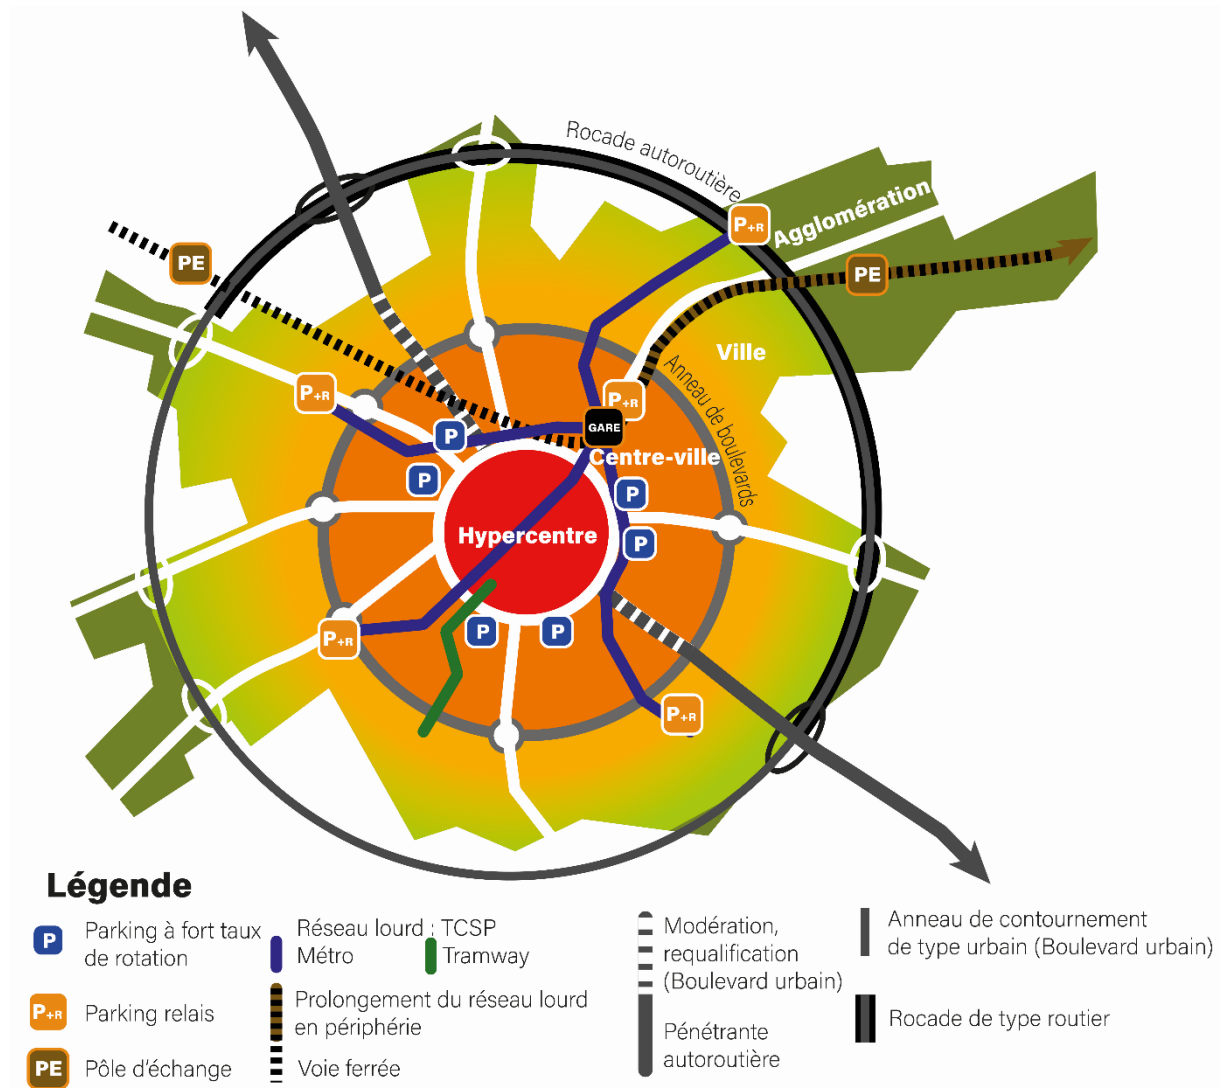 Rocade autoroutière
P+R
Agglomération
PE
PE
Ville
Anneau de boulevards
P+R
P+R
P
GARE
Centre-ville
P
P
Hypercentre
P
P+R
P
P
P+R
Légende
P
Parking à fort taux
de rotation
P+R
Parking relais
PE
Pôle d'échange
Réseau lourd : TCSP
Métro
Tramway
Prolongement du réseau lourd
en périphérie
Voie ferrée
Modération,
requalification
(Boulevard urbain)
Pénétrante
autoroutière
Anneau de contournement
de type urbain (Boulevard urbain)
Rocade de type routier